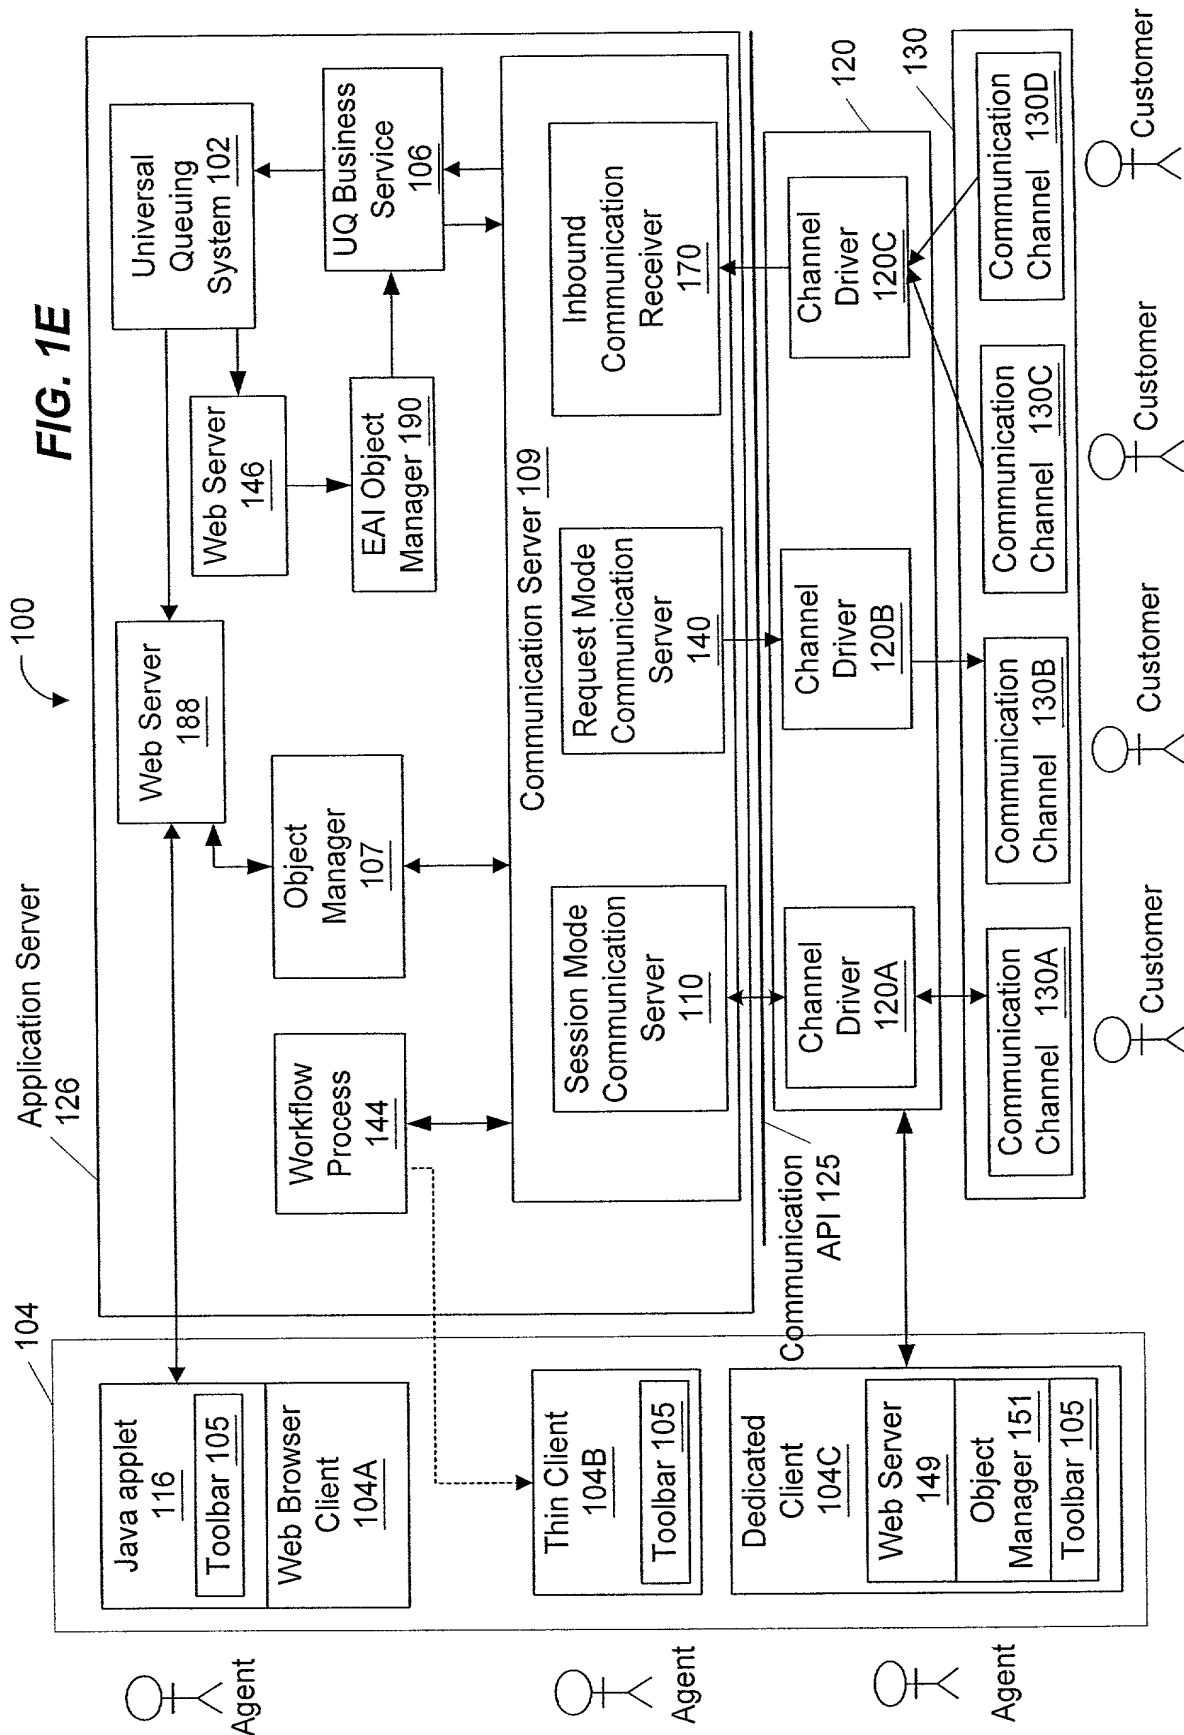 FIG. 1E
100
Application Server
126
104
Java applet
116
Toolbar 105
Web Browser
Client
104A
Agent
Thin Client
104B
Toolbar 105
Agent
Dedicated
Client
104C
Web Server
149
Object
Manager 151
Toolbar 105
Agent
Web Server
188
Universal
Queuing
System 102
Web Server
146
UQ Business
Service
106
EAI Object
Manager 190
Object
Manager
107
Workflow
Process
144
Communication Server 109
Session Mode
Communication
Server
110
Request Mode
Communication
Server
140
Inbound
Communication
Receiver
170
Communication
API 125
120
Channel
Driver
120A
Channel
Driver
120B
Channel
Driver
120C
130
Communication
Channel 130A
Communication
Channel 130B
Communication
Channel 130C
Communication
Channel 130D
Customer
Customer
Customer
Customer